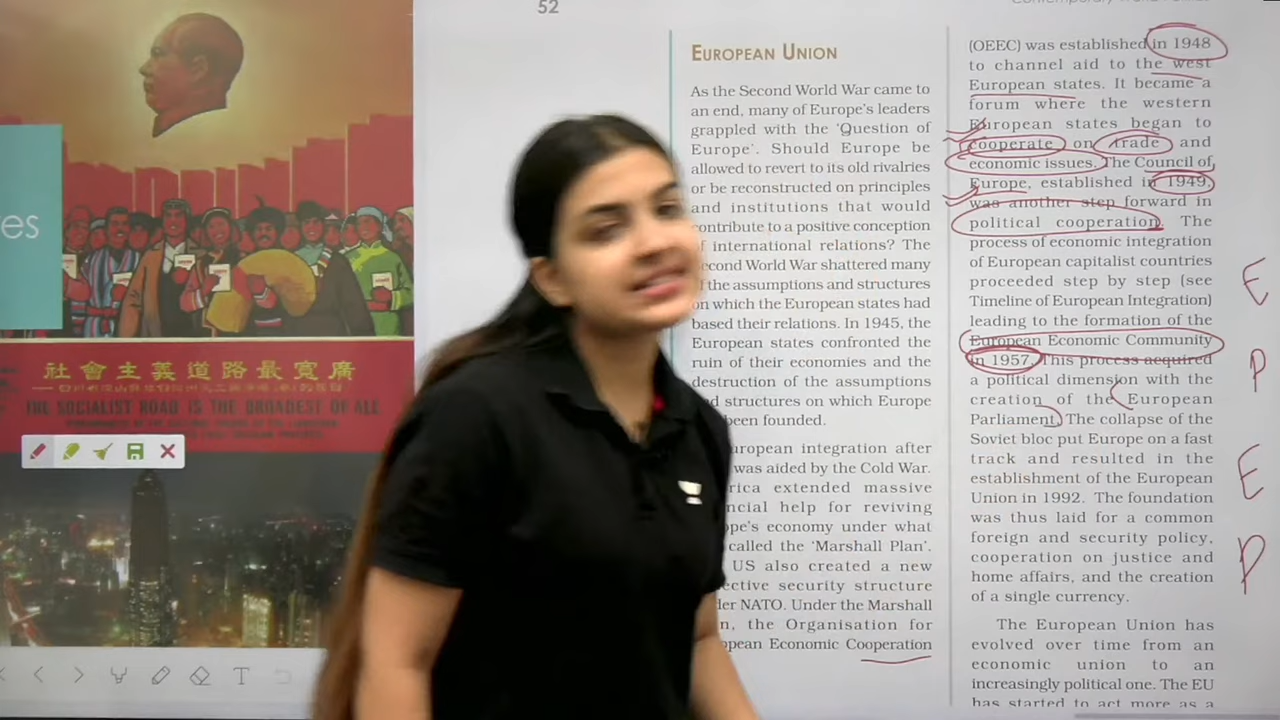 es
社會主義道路最寬廣
THE SOCIALIST ROAD IS THE BROADEST OF ALL
T
52
EUROPEAN UNION
As the Second World War came to
an end, many of Europe's leaders
grappled with the 'Question of
Europe'. Should Europe be
allowed to revert to its old rivalries
or be reconstructed on principles
and institutions that would
contribute to a positive conception
f international relations? The
econd World War shattered many
the assumptions and structures
on which the European states had
based their relations. In 1945, the
European states confronted the
ruin of their economies and the
destruction of the assumptions
d structures on which Europe
been founded.
uropean integration after
was aided by the Cold War.
rica extended massive
ncial help for reviving
pe's economy under what
called the 'Marshall Plan'.
US also created a new
ective security structure
der NATO. Under the Marshall
n, the Organisation for
pean Economic Cooperation
(OEEC) was established in 1948
to channel aid to the west
European states. It became a
forum where the western
European states began to
cooperate on trade and
economic issues. The Council of
Europe, established in 1949,
was another step forward in
political cooperation. The
process of economic integration
of European capitalist countries
proceeded step by step (see
Timeline of European Integration)
leading to the formation of the
European Economic Community
in 1957. This process acquired
a political dimension with the
creation of the European
Parliament. The collapse of the
Soviet bloc put Europe on a fast
track and resulted in the
establishment of the European
Union in 1992. The foundation
was thus laid for a common
foreign and security policy,
cooperation on justice and
home affairs, and the creation
of a single currency.
The European Union has
evolved over time from an
economic union to an
increasingly political one. The EU
has started to act more as a
E
P
E
P